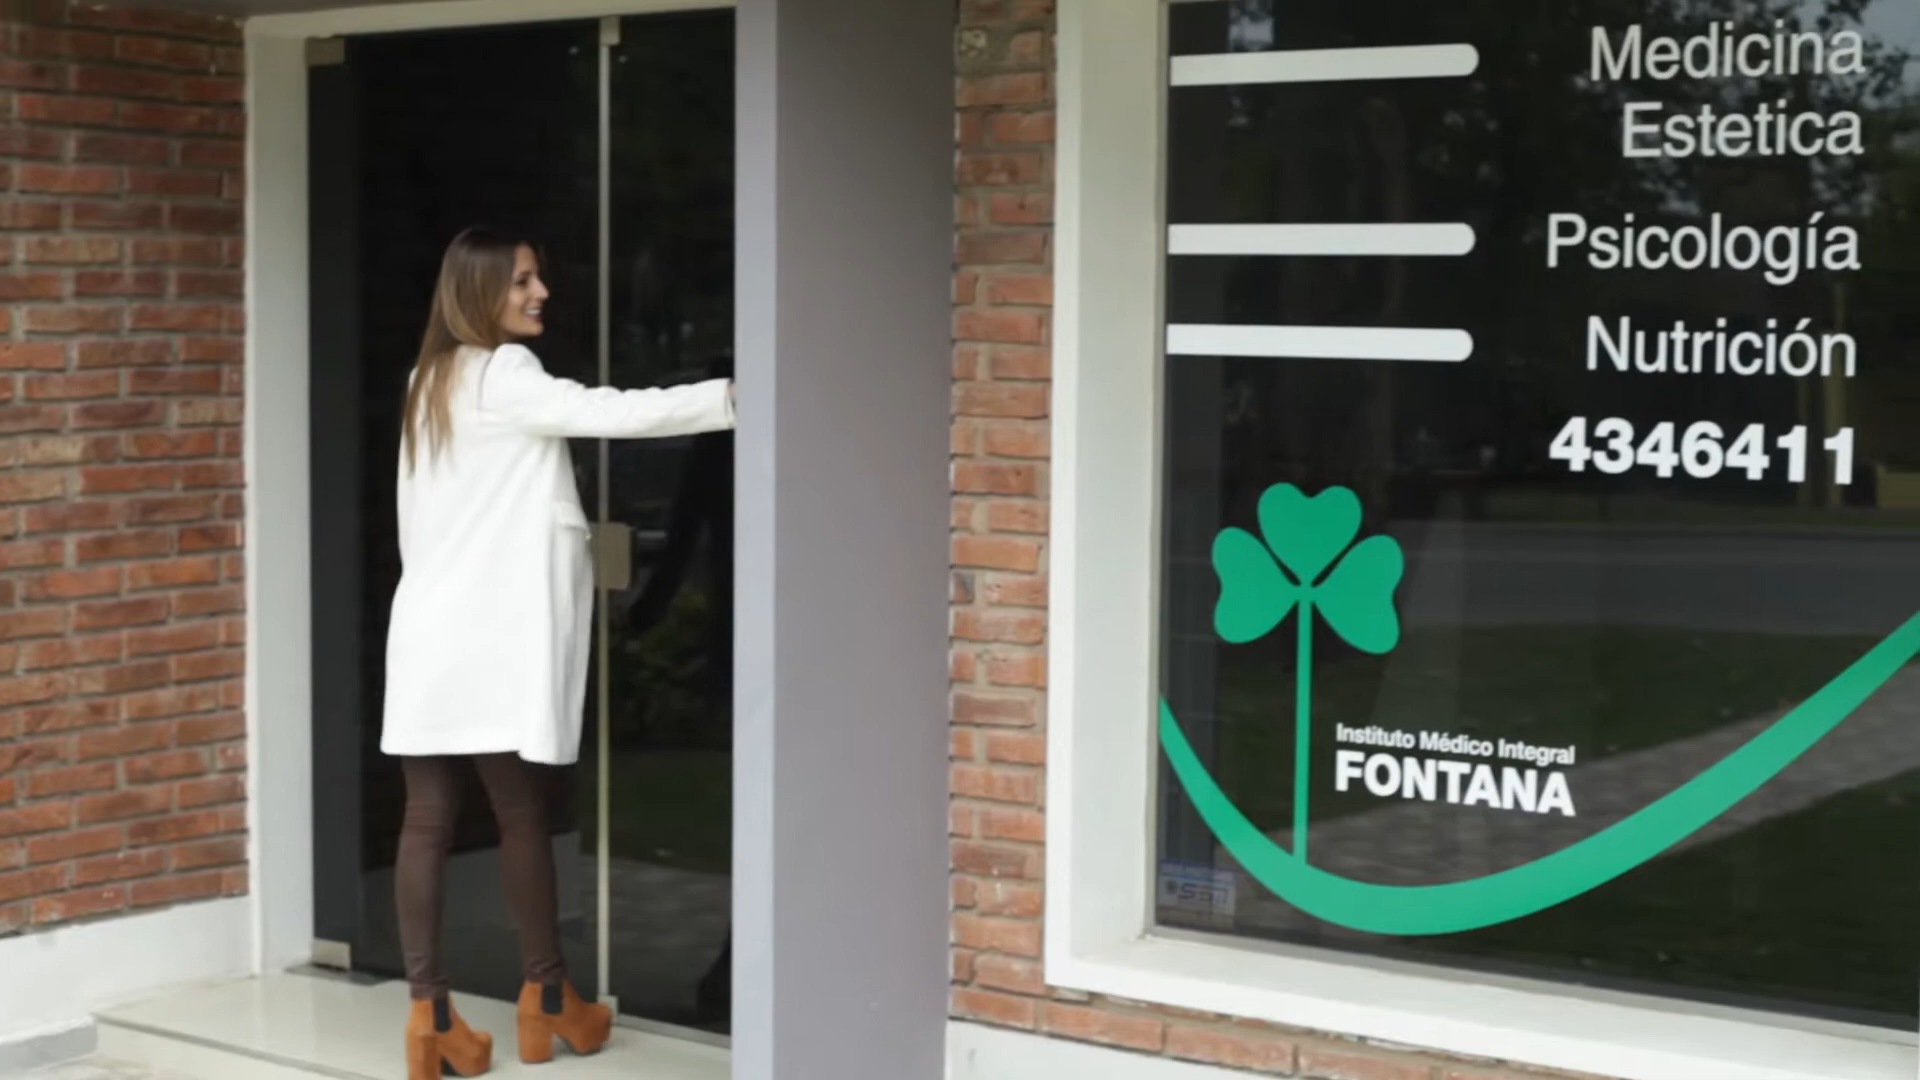 Medicina
Estetica
Psicología
Nutrición
4346411
Instituto Médico Integral
FONTANA